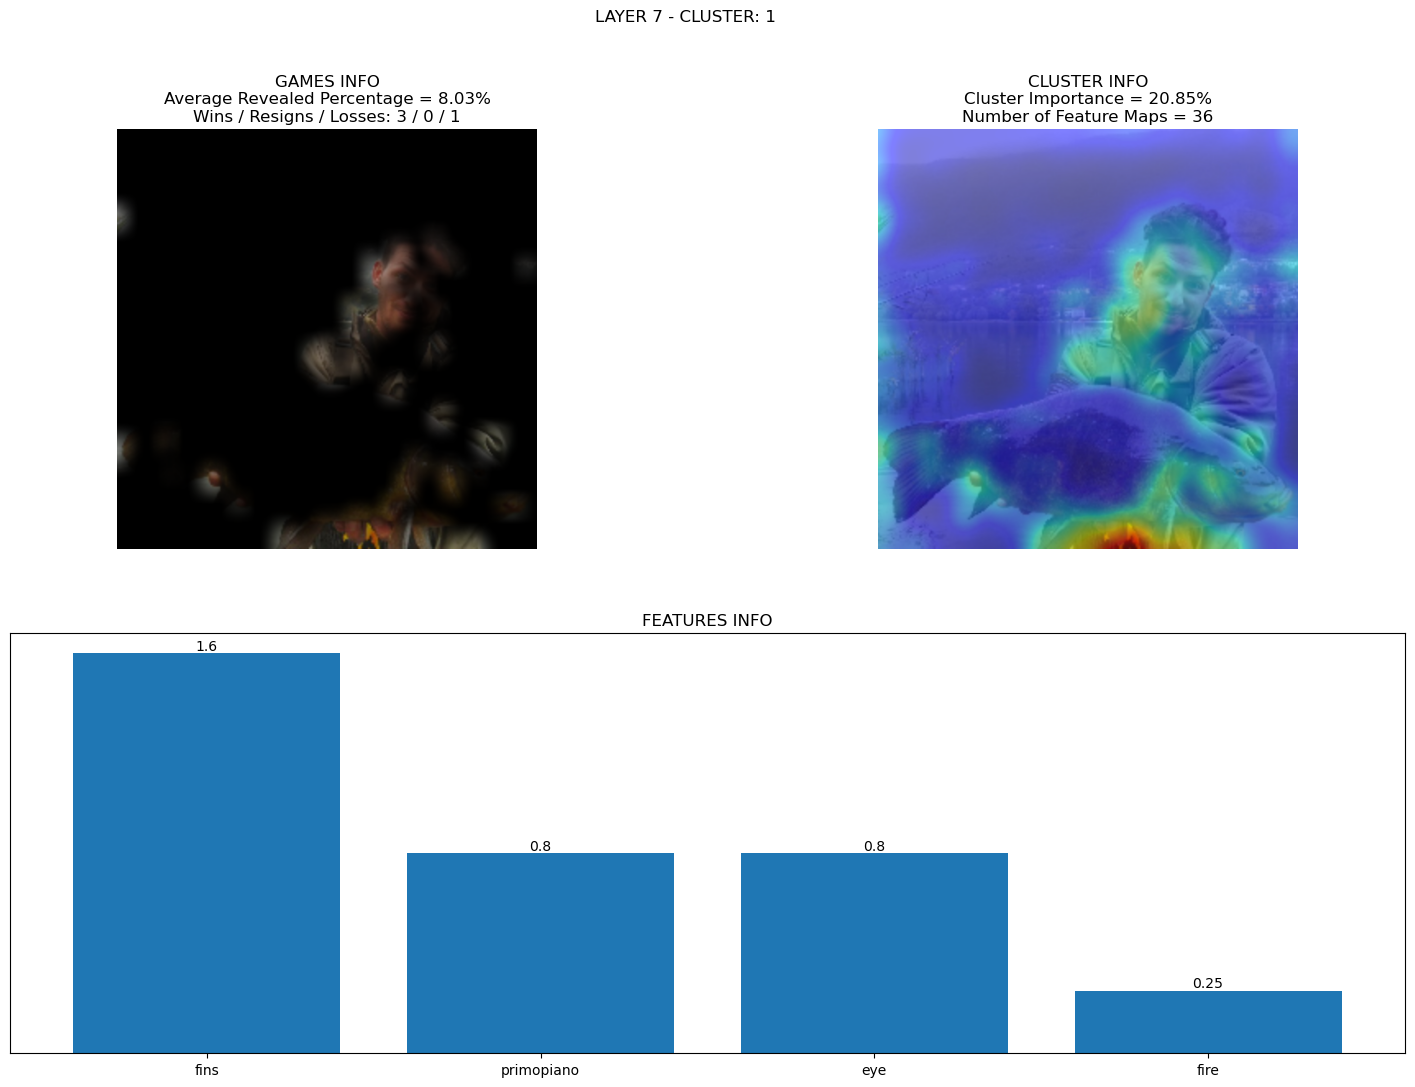 LAYER 7 - CLUSTER: 1
GAMES INFO
Average Revealed Percentage = 8.03%
Wins / Resigns / Losses: 3 / 0 / 1
CLUSTER INFO
Cluster Importance = 20.85%
Number of Feature Maps = 36
FEATURES INFO
1.6
0.8
0.8
0.25
fins
primopiano
eye
fire